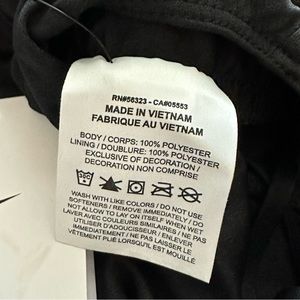 RN#56323 - CA#05553
MADE IN VIETNAM
FABRIQUE AU VIETNAM
BODY / CORPS: 100% POLYESTER
LINING / DOUBLURE: 100% POLYESTER
EXCLUSIVE OF DECORATION /
DECORATION NON COMPRISE
WASH WITH LIKE COLORS / DO NOT USE
SOFTENERS / REMOVE IMMEDIATELY / DO
NOT ALLOW TO LAY ON ITSELF WHEN WET
LAVER AVEC COULEURS SIMILAIRES / NE PAS
UTILISER D'ADOUCISSEUR / ENLEVER
IMMÉDIATEMENT / NE PAS LAISSER LE
VÊTEMENT PLIÉ LORSQU'IL EST MOUILLÉ